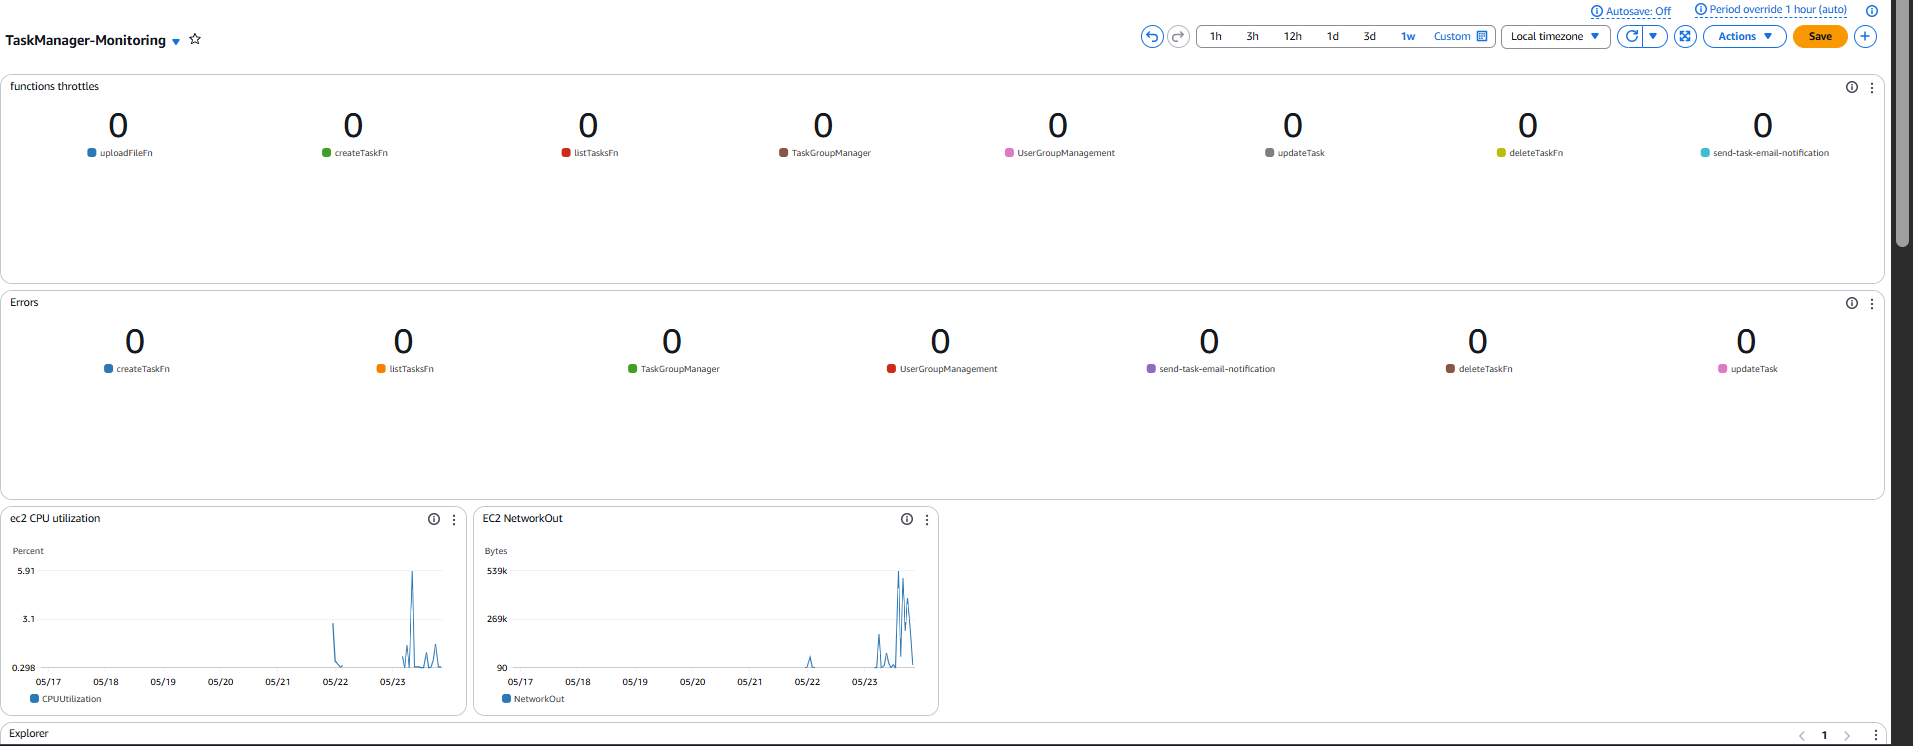 Autosave: Off Period override 1 hour (auto)
TaskManager-Monitoring
1h 3h 12h 1d 3d 1w Custom Local timezone Actions Save
functions throttles
0 0 0 0 0 0 0 0
uploadFileFn createTaskFn listTasksFn TaskGroupManager UserGroupManagement updateTask deleteTaskFn send-task-email-notification
Errors
0 0 0 0 0 0 0
createTaskFn listTasksFn TaskGroupManager UserGroupManagement send-task-email-notification deleteTaskFn updateTask
ec2 CPU utilization
Percent
5.91
3.1
0.298
05/17 05/18 05/19 05/20 05/21 05/22 05/23
CPUUtilization
EC2 NetworkOut
Bytes
539k
269k
90
05/17 05/18 05/19 05/20 05/21 05/22 05/23
NetworkOut
Explorer 1